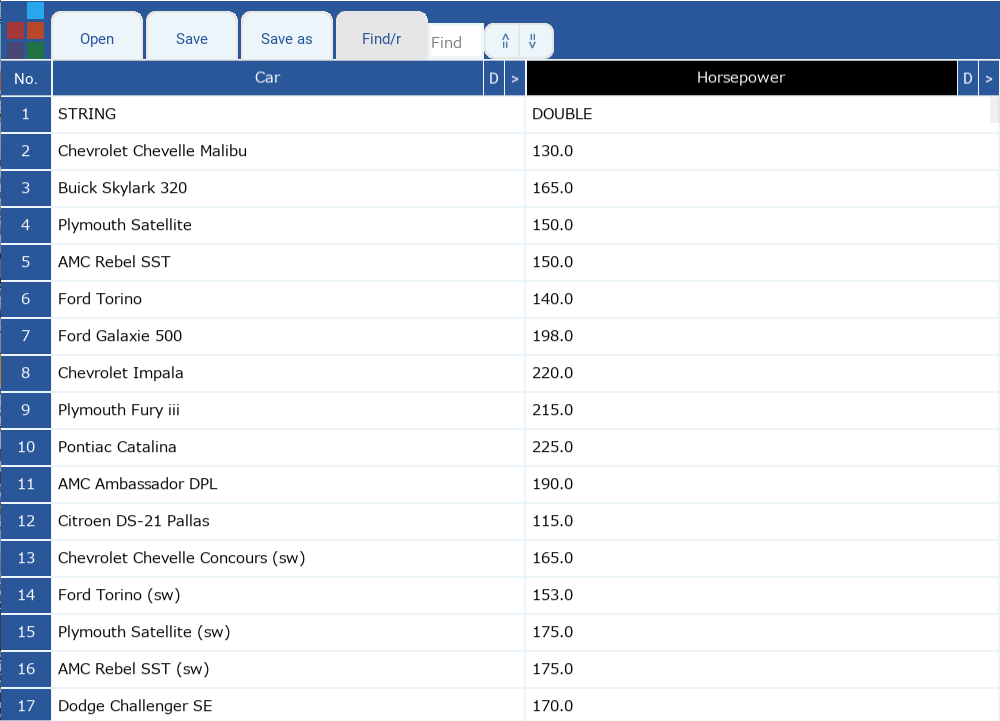 Open Save Save as Find/r Find <= =>
No. Car D > Horsepower D >
1 STRING DOUBLE
2 Chevrolet Chevelle Malibu 130.0
3 Buick Skylark 320 165.0
4 Plymouth Satellite 150.0
5 AMC Rebel SST 150.0
6 Ford Torino 140.0
7 Ford Galaxie 500 198.0
8 Chevrolet Impala 220.0
9 Plymouth Fury iii 215.0
10 Pontiac Catalina 225.0
11 AMC Ambassador DPL 190.0
12 Citroen DS-21 Pallas 115.0
13 Chevrolet Chevelle Concours (sw) 165.0
14 Ford Torino (sw) 153.0
15 Plymouth Satellite (sw) 175.0
16 AMC Rebel SST (sw) 175.0
17 Dodge Challenger SE 170.0